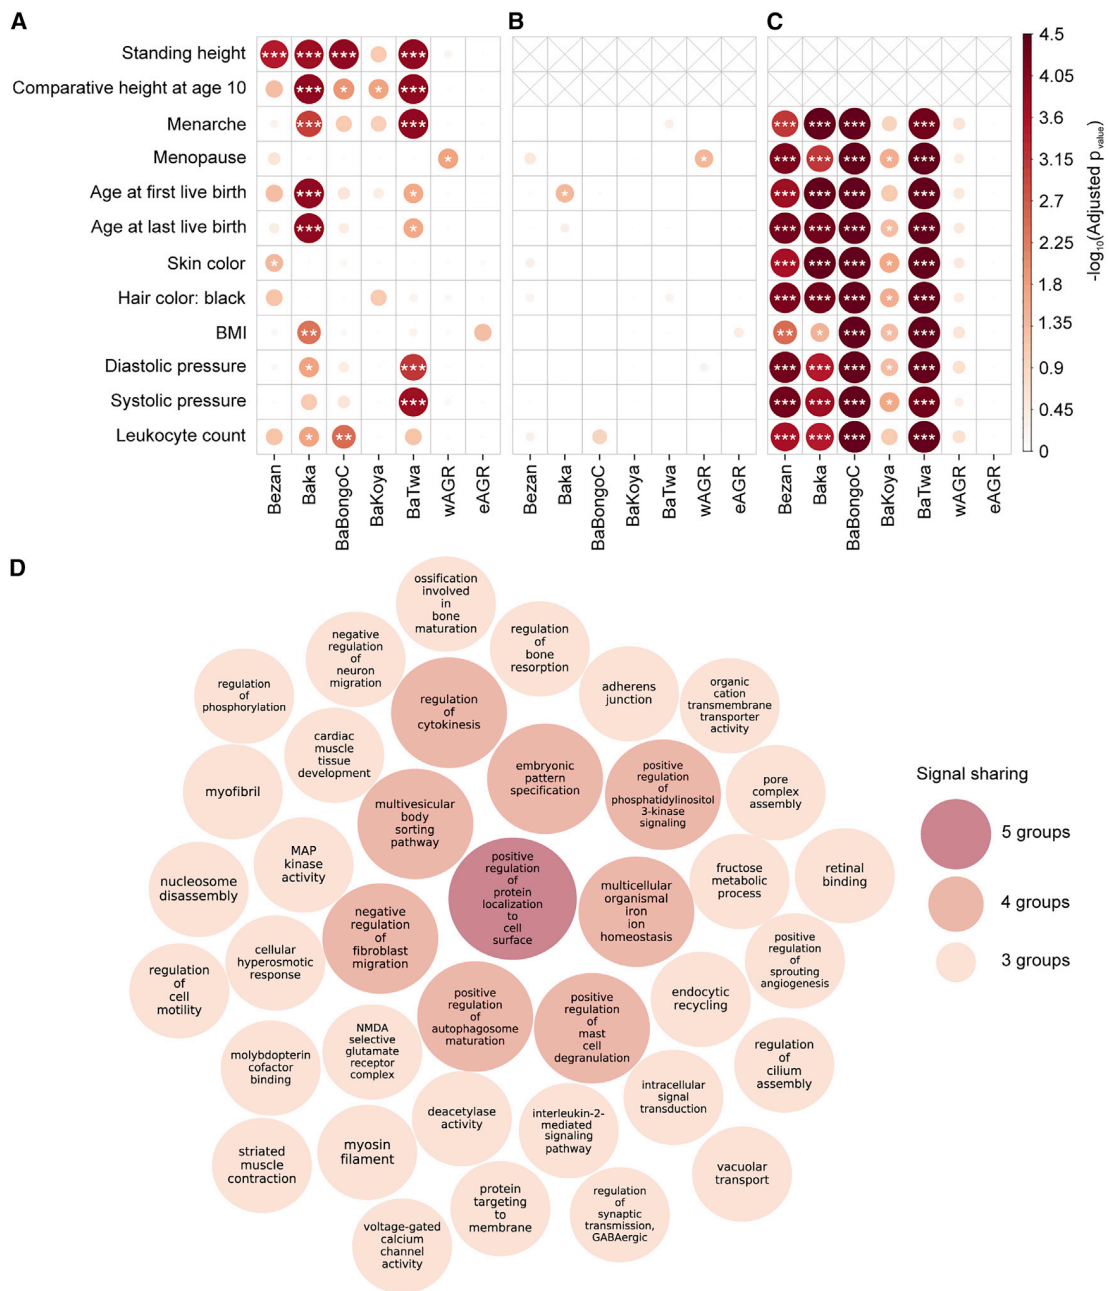 A
B
C
Standing height
Comparative height at age 10
Menarche
Menopause
Age at first live birth
Age at last live birth
Skin color
Hair color: black
BMI
Diastolic pressure
Systolic pressure
Leukocyte count
*** *** *** ***
*** * * ***
*** ***
*
*** *
*** *
*
**
* ***
***
* **
*
*
*** *** *** ***
*** *** *** * ***
*** *** *** ***
*** *** *** * ***
*** *** *** * ***
*** *** *** * ***
** * *** * ***
*** *** *** * ***
*** *** *** * ***
*** *** *** ***
Bezan
Baka
BaBongoC
BaKoya
BaTwa
wAGR
eAGR
Bezan
Baka
BaBongoC
BaKoya
BaTwa
wAGR
eAGR
Bezan
Baka
BaBongoC
BaKoya
BaTwa
wAGR
eAGR
4.5
4.05
3.6
3.15
2.7
2.25
1.8
1.35
0.9
0.45
0
-log10(Adjusted pvalue)
D
ossification
involved
in
bone
maturation
negative
regulation
of
neuron
migration
regulation
of
bone
resorption
regulation
of
phosphorylation
regulation
of
cytokinesis
adherens
junction
organic
cation
transmembrane
transporter
activity
cardiac
muscle
tissue
development
embryonic
pattern
specification
positive
regulation
of
phosphatidylinositol
3-kinase
signaling
pore
complex
assembly
myofibril
multivesicular
body
sorting
pathway
MAP
kinase
activity
positive
regulation
of
protein
localization
to
cell
surface
fructose
metabolic
process
retinal
binding
nucleosome
disassembly
negative
regulation
of
fibroblast
migration
multicellular
organismal
iron
ion
homeostasis
cellular
hyperosmotic
response
positive
regulation
of
sprouting
angiogenesis
regulation
of
cell
motility
positive
regulation
of
autophagosome
maturation
positive
regulation
of
mast
cell
degranulation
endocytic
recycling
molybdopterin
cofactor
binding
NMDA
selective
glutamate
receptor
complex
regulation
of
cilium
assembly
deacetylase
activity
interleukin-2-
mediated
signaling
pathway
intracellular
signal
transduction
striated
muscle
contraction
myosin
filament
vacuolar
transport
protein
targeting
to
membrane
regulation
of
synaptic
transmission,
GABAergic
voltage-gated
calcium
channel
activity
Signal sharing
5 groups
4 groups
3 groups